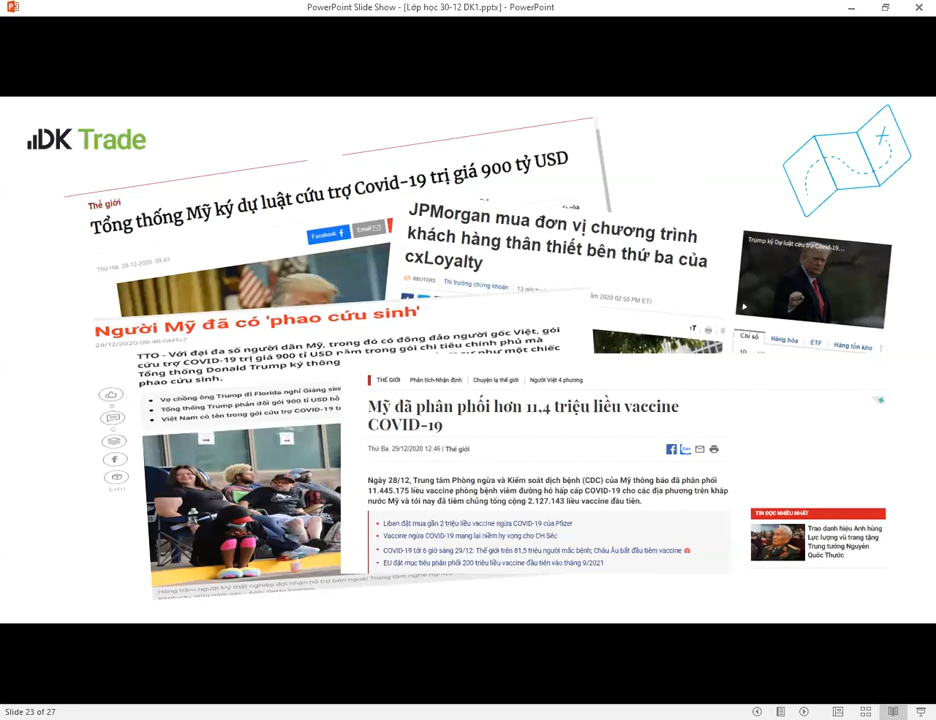 PowerPoint Slide Show - [Lớp học 30-12 DK1.pptx] - PowerPoint
DK Trade
Thế giới
Tổng thống Mỹ ký dự luật cứu trợ Covid-19 trị giá 900 tỷ USD
Facebook
Email
Thứ Hai, 28-12-2020, 09:43
JPMorgan mua đơn vị chương trình
khách hàng thân thiết bên thứ ba của
cxLoyalty
REUTERS
Thị trường chứng khoán
2020 02:50 PM ET)
Trump ký Dự luật cứu trợ Covid-19...
Chỉ số
Hàng hóa
ETF
Hàng tồn kho
Người Mỹ đã có 'phao cứu sinh'
29/12/2020 09:46 GMT+7
TTO - Với đại đa số người dân Mỹ, trong đó có đông đảo người gốc Việt, gói
cứu trợ COVID-19 trị giá 900 tỉ USD nằm trong gói chi tiêu chính phủ mà
Tổng thống Donald Trump ký thông
như một chiếc
phao cứu sinh.
Vợ chồng ông Trump đi Florida nghỉ Giáng sin
Tổng thống Trump phản đối gói 900 tỉ USD hỗ
Việt Nam có tên trong gói cứu trợ COVID-19 tr
Lưu
THẾ GIỚI
Phân tích-Nhận định
Chuyện lạ thế giới
Người Việt 4 phương
Mỹ đã phân phối hơn 11,4 triệu liều vaccine
COVID-19
Thứ Ba, 29/12/2020 12:46 | Thế giới
Ngày 28/12, Trung tâm Phòng ngừa và Kiểm soát dịch bệnh (CDC) của Mỹ thông báo đã phân phối
11.445.175 liều vaccine phòng bệnh viêm đường hô hấp cấp COVID-19 cho các địa phương trên khắp
nước Mỹ và tới nay đã tiêm chủng tổng cộng 2.127.143 liều vaccine đầu tiên.
Liban đặt mua gần 2 triệu liều vaccine ngừa COVID-19 của Pfizer
Vaccine ngừa COVID-19 mang lại niềm hy vọng cho CH Séc
COVID-19 tới 6 giờ sáng 29/12: Thế giới trên 81,5 triệu người mắc bệnh; Châu Âu bắt đầu tiêm vaccine
EU đặt mục tiêu phân phối 200 triệu liều vaccine đầu tiên vào tháng 9/2021
TIN ĐỌC NHIỀU NHẤT
Trao danh hiệu Anh hùng
Lực lượng vũ trang tặng
Trung tướng Nguyễn
Quốc Thước
Slide 23 of 27